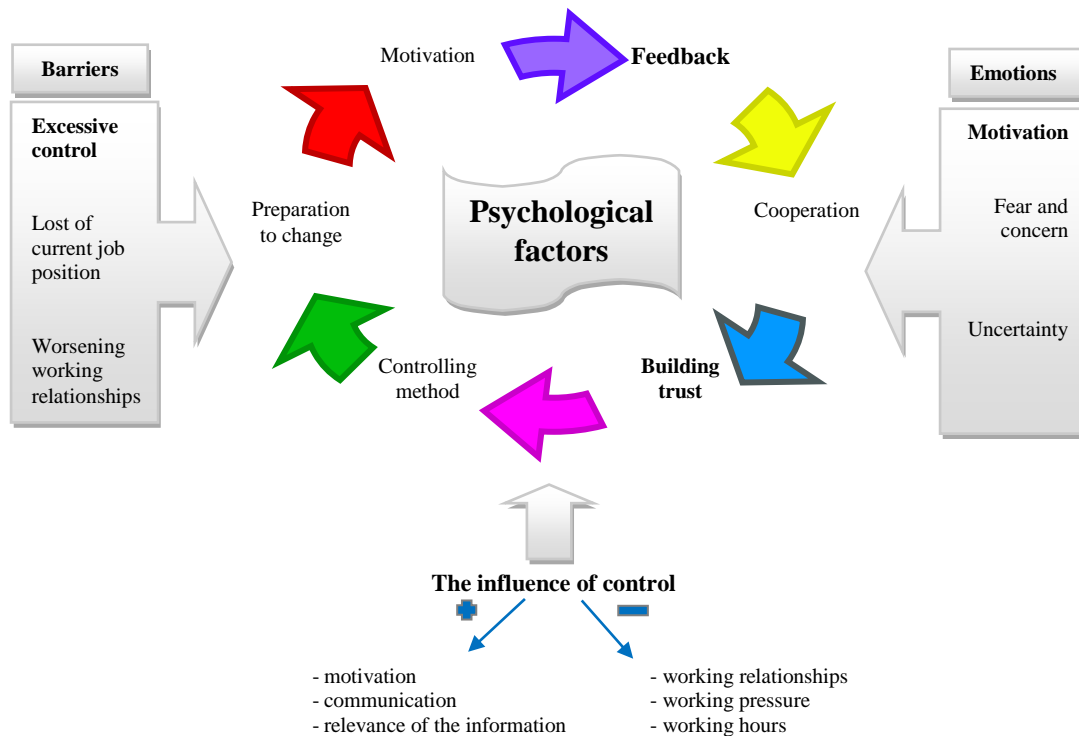 Barriers
Excessive
control
Lost of
current job
position
Worsening
working
relationships
Motivation
Feedback
Preparation
to change
Psychological
factors
Cooperation
Controlling
method
Building
trust
Emotions
Motivation
Fear and
concern
Uncertainty
The influence of control
- motivation
- communication
- relevance of the information
- working relationships
- working pressure
- working hours